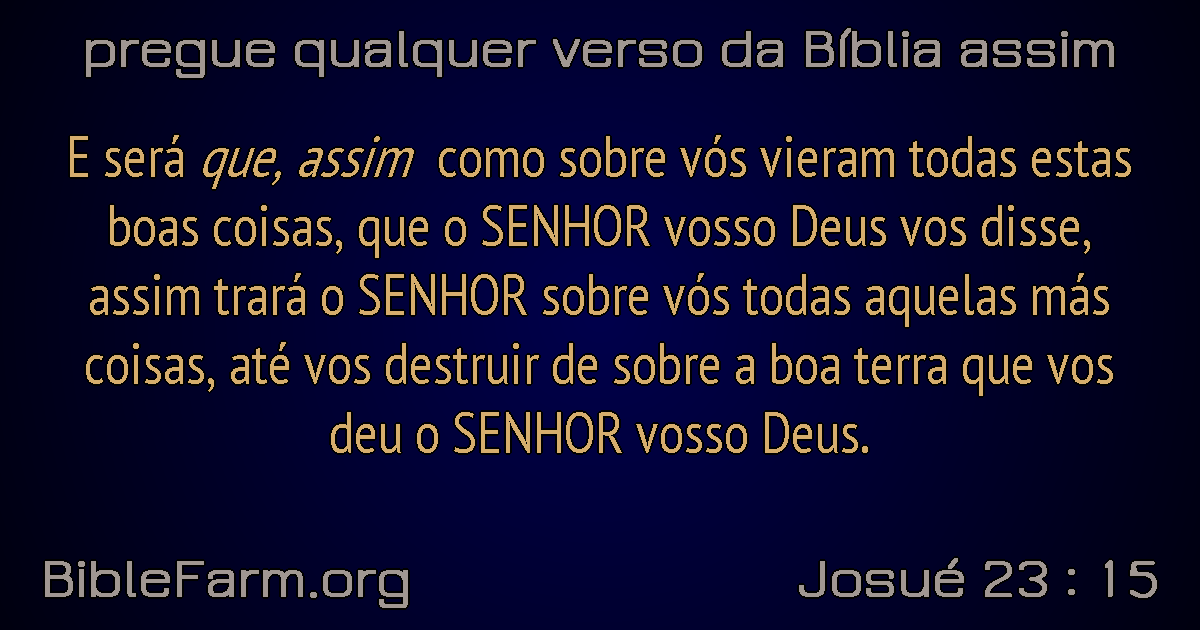 pregue qualquer verso da Bíblia assim
E será que, assim como sobre vós vieram todas estas
boas coisas, que o SENHOR vosso Deus vos disse,
assim trará o SENHOR sobre vós todas aquelas más
coisas, até vos destruir de sobre a boa terra que vos
deu o SENHOR vosso Deus.
BibleFarm.org
Josué 23 : 15